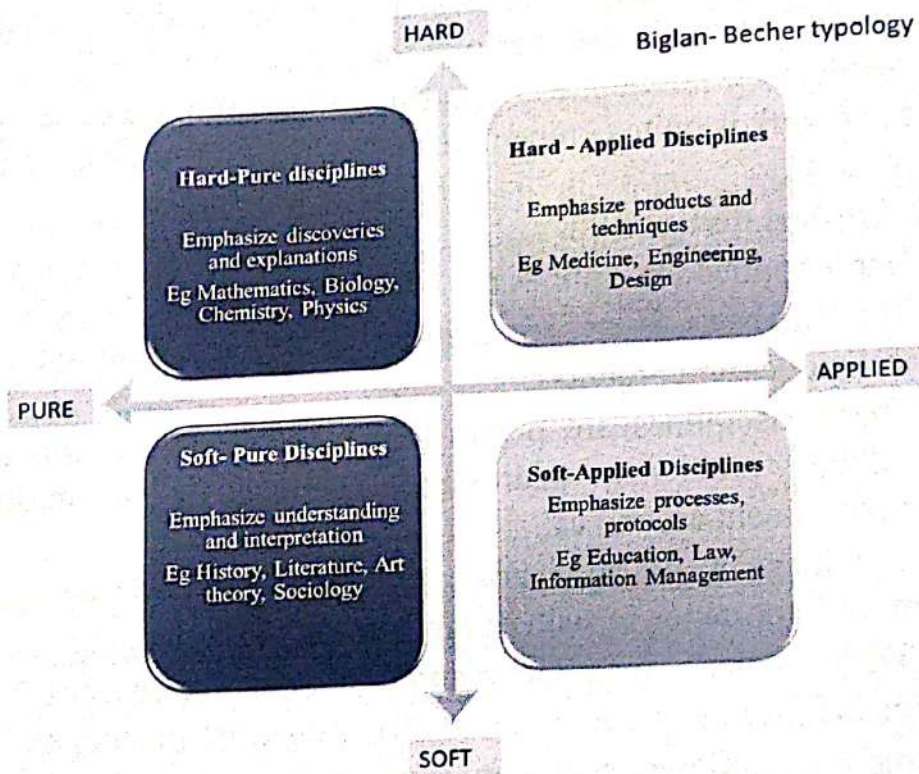 HARD
Biglan- Becher typology
Hard-Pure disciplines
Emphasize discoveries
and explanations
Eg Mathematics, Biology,
Chemistry, Physics
Hard - Applied Disciplines
Emphasize products and
techniques
Eg Medicine, Engineering,
Design
PURE
APPLIED
Soft- Pure Disciplines
Emphasize understanding
and interpretation
Eg History, Literature, Art
theory, Sociology
Soft-Applied Disciplines
Emphasize processes,
protocols
Eg Education, Law,
Information Management
SOFT